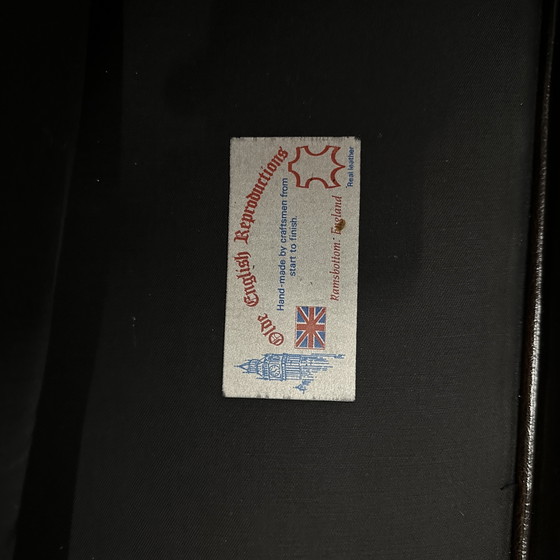 Olde English Reproductions
Hand-made by craftsmen from
start to finish.
Ramsbottom: England
Real leather